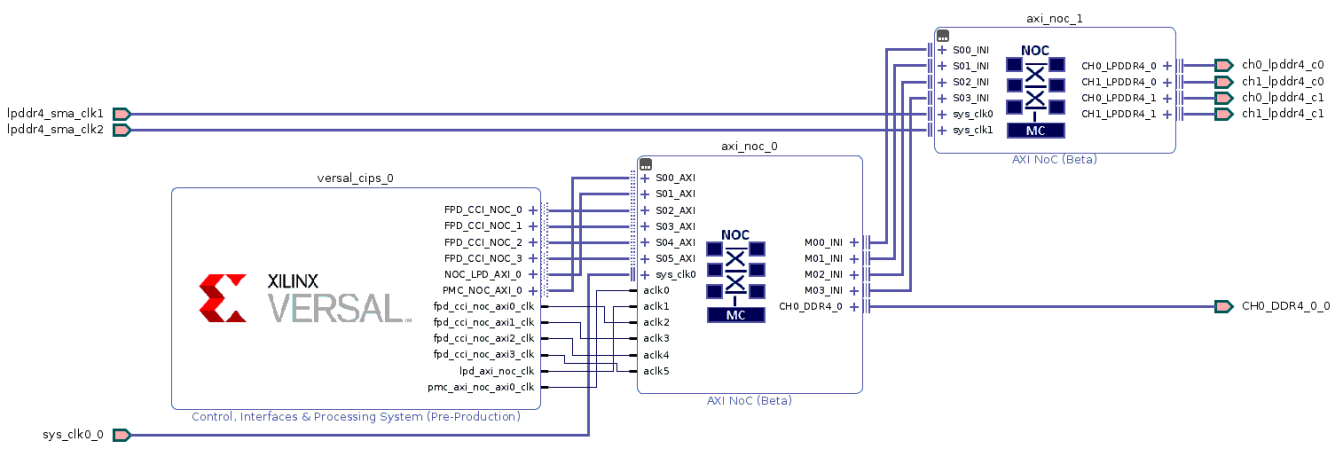 axi_noc_1
S00_INI
S01_INI
S02_INI
S03_INI
sys_clk0
sys_clk1
NOC
MC
CH0_LPDDR4_0
CH1_LPDDR4_0
CH0_LPDDR4_1
CH1_LPDDR4_1
AXI NoC (Beta)
ch0_lpddr4_c0
ch1_lpddr4_c0
ch0_lpddr4_c1
ch1_lpddr4_c1
lpddr4_sma_clk1
lpddr4_sma_clk2
axi_noc_0
S00_AXI
S01_AXI
S02_AXI
S03_AXI
S04_AXI
S05_AXI
sys_clk0
aclk0
aclk1
aclk2
aclk3
aclk4
aclk5
NOC
MC
M00_INI
M01_INI
M02_INI
M03_INI
CH0_DDR4_0
AXI NoC (Beta)
CH0_DDR4_0_0
versal_cips_0
XILINX
VERSAL™
FPD_CCI_NOC_0
FPD_CCI_NOC_1
FPD_CCI_NOC_2
FPD_CCI_NOC_3
NOC_LPD_AXI_0
PMC_NOC_AXI_0
fpd_cci_noc_axi0_clk
fpd_cci_noc_axi1_clk
fpd_cci_noc_axi2_clk
fpd_cci_noc_axi3_clk
lpd_axi_noc_clk
pmc_axi_noc_axi0_clk
Control, Interfaces & Processing System (Pre-Production)
sys_clk0_0